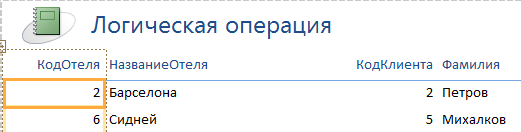 Логическая операция
КодОтеля НазваниеОтеля КодКлиента Фамилия
2 Барселона 2 Петров
6 Сидней 5 Михалков